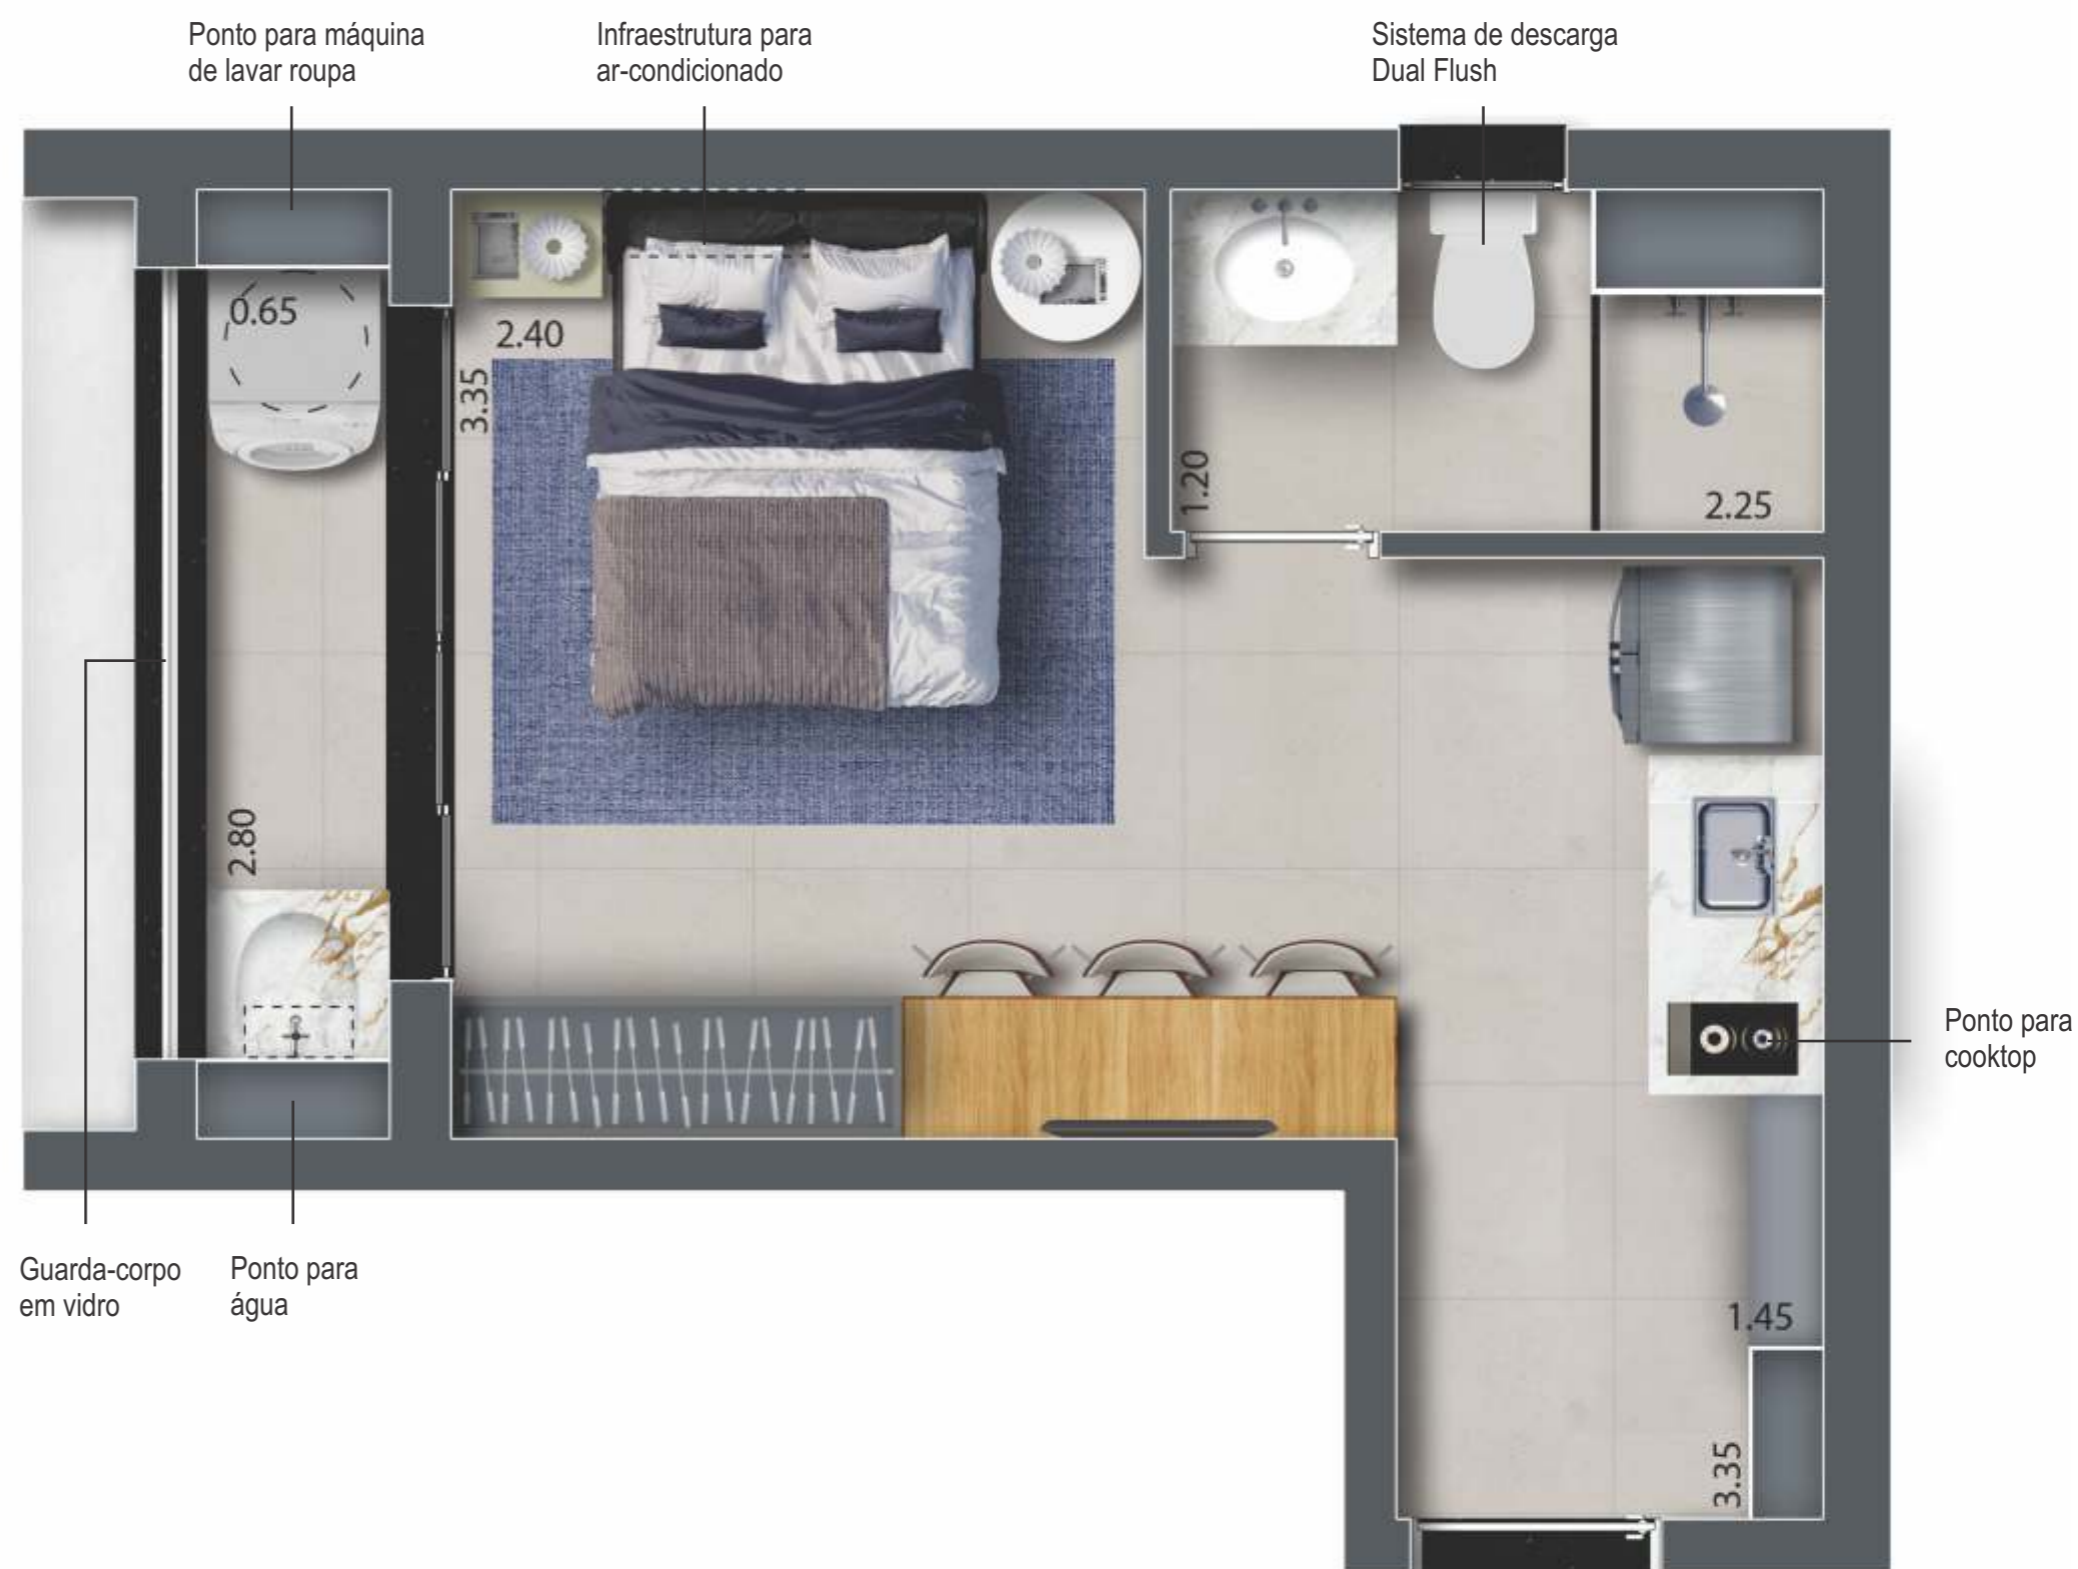 Ponto para máquina
de lavar roupa
Infraestrutura para
ar-condicionado
Sistema de descarga
Dual Flush
0.65
2.40
3.35
1.20
2.25
2.80
Ponto para
cooktop
Guarda-corpo
em vidro
Ponto para
água
1.45
3.35